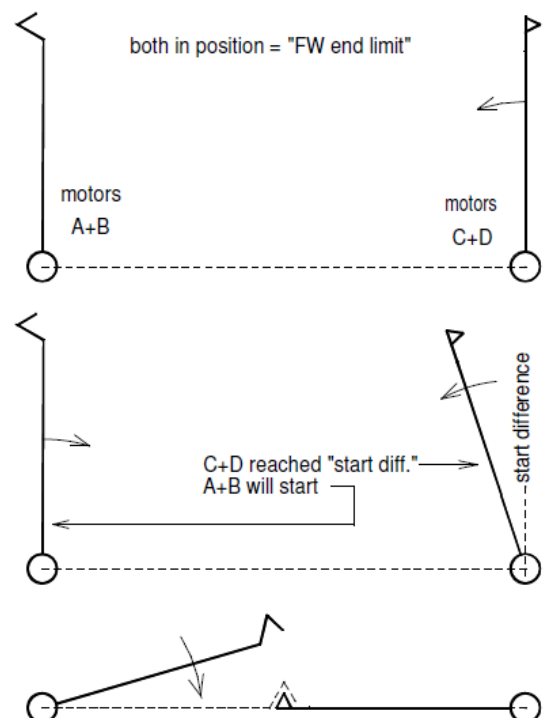 both in position = "FW end limit"
motors
A+B
motors
C+D
start difference
C+D reached "start diff."
A+B will start